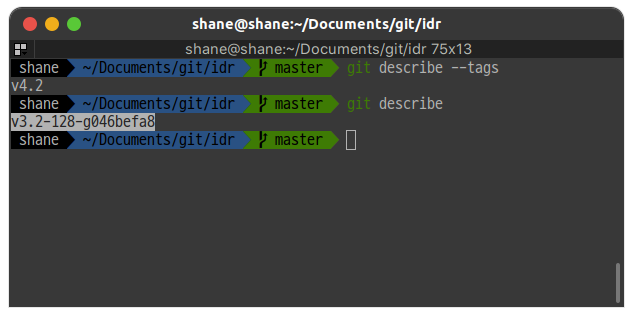 shane@shane:~/Documents/git/idr
shane@shane:~/Documents/git/idr 75x13
shane ~/Documents/git/idr master git describe --tags
v4.2
shane ~/Documents/git/idr master git describe
v3.2-128-g046befa8
shane ~/Documents/git/idr master